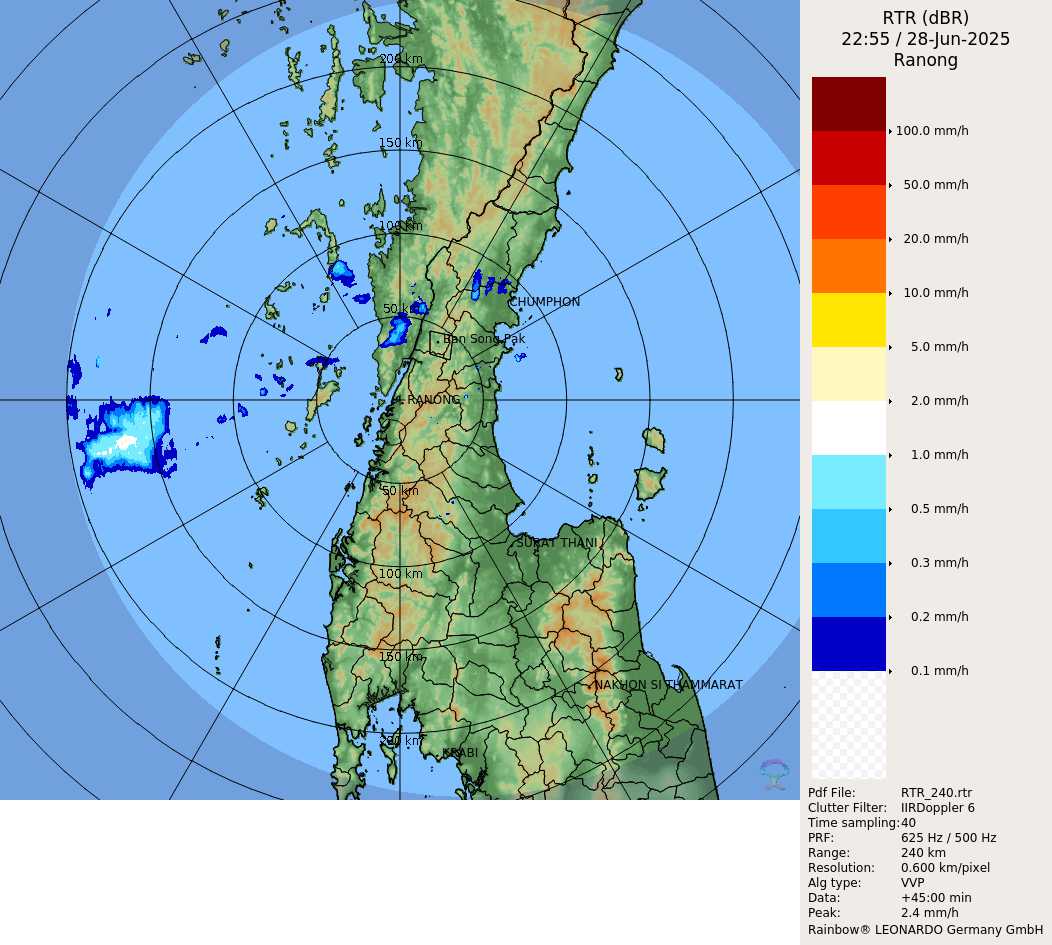 RTR (dBR)
22:55 / 28-Jun-2025
Ranong
100.0 mm/h
50.0 mm/h
20.0 mm/h
10.0 mm/h
5.0 mm/h
2.0 mm/h
1.0 mm/h
0.5 mm/h
0.3 mm/h
0.2 mm/h
0.1 mm/h
Pdf File: RTR_240.rtr
Clutter Filter: IIRDoppler 6
Time sampling:40
PRF: 625 Hz / 500 Hz
Range: 240 km
Resolution: 0.600 km/pixel
Alg type: VVP
Data: +45:00 min
Peak: 2.4 mm/h
Rainbow® LEONARDO Germany GmbH
200 km
150 km
100 km
50 km
CHUMPHON
Ban Song Pak
RANONG
50 km
SURAT THANI
100 km
150 km
NAKHON SI THAMMARAT
200 km
KRABI